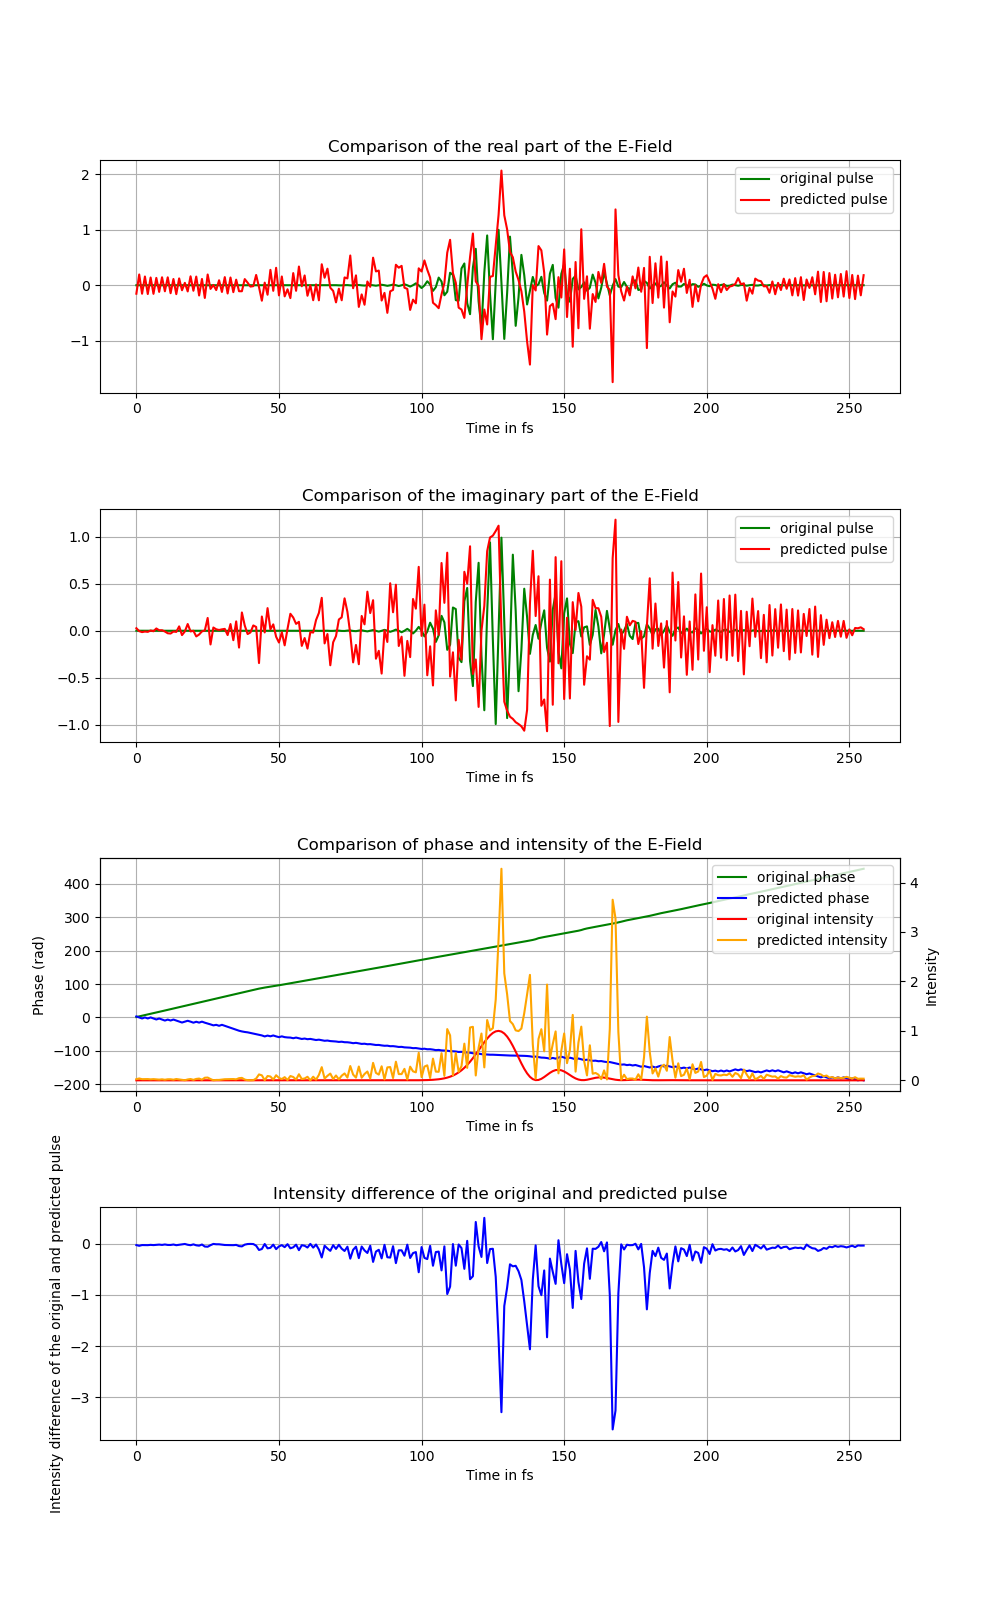 Comparison of the real part of the E-Field
2
1
0
−1
original pulse
predicted pulse
0 50 100 150 200 250
Time in fs
Comparison of the imaginary part of the E-Field
1.0
0.5
0.0
−0.5
−1.0
original pulse
predicted pulse
0 50 100 150 200 250
Time in fs
Comparison of phase and intensity of the E-Field
Phase (rad)
400
300
200
100
0
−100
−200
original phase
predicted phase
original intensity
predicted intensity
4
3
2
1
0
Intensity
0 50 100 150 200 250
Time in fs
Intensity difference of the original and predicted pulse
Intensity difference of the original and predicted pulse
0
−1
−2
−3
0 50 100 150 200 250
Time in fs